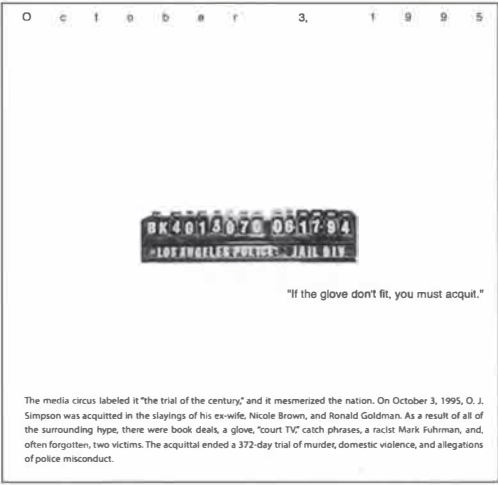 October 3, 1995
BK4013970 061794
LOS ANGELES POLICE JAIL DIV
"If the glove don't fit, you must acquit."
The media circus labeled it "the trial of the century," and it mesmerized the nation. On October 3, 1995, O. J.
Simpson was acquitted in the slayings of his ex-wife, Nicole Brown, and Ronald Goldman. As a result of all of
the surrounding hype, there were book deals, a glove, "court TV," catch phrases, a racist Mark Fuhrman, and,
often forgotten, two victims. The acquittal ended a 372-day trial of murder, domestic violence, and allegations
of police misconduct.